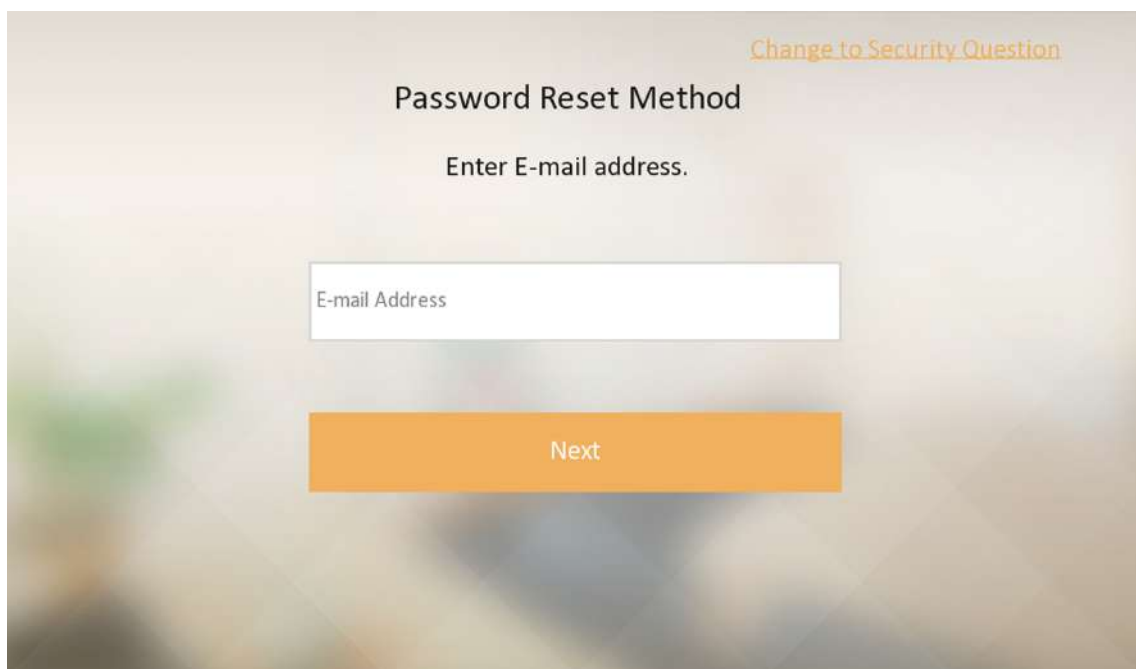 Change to Security Question
Password Reset Method
Enter E-mail address.
E-mail Address
Next